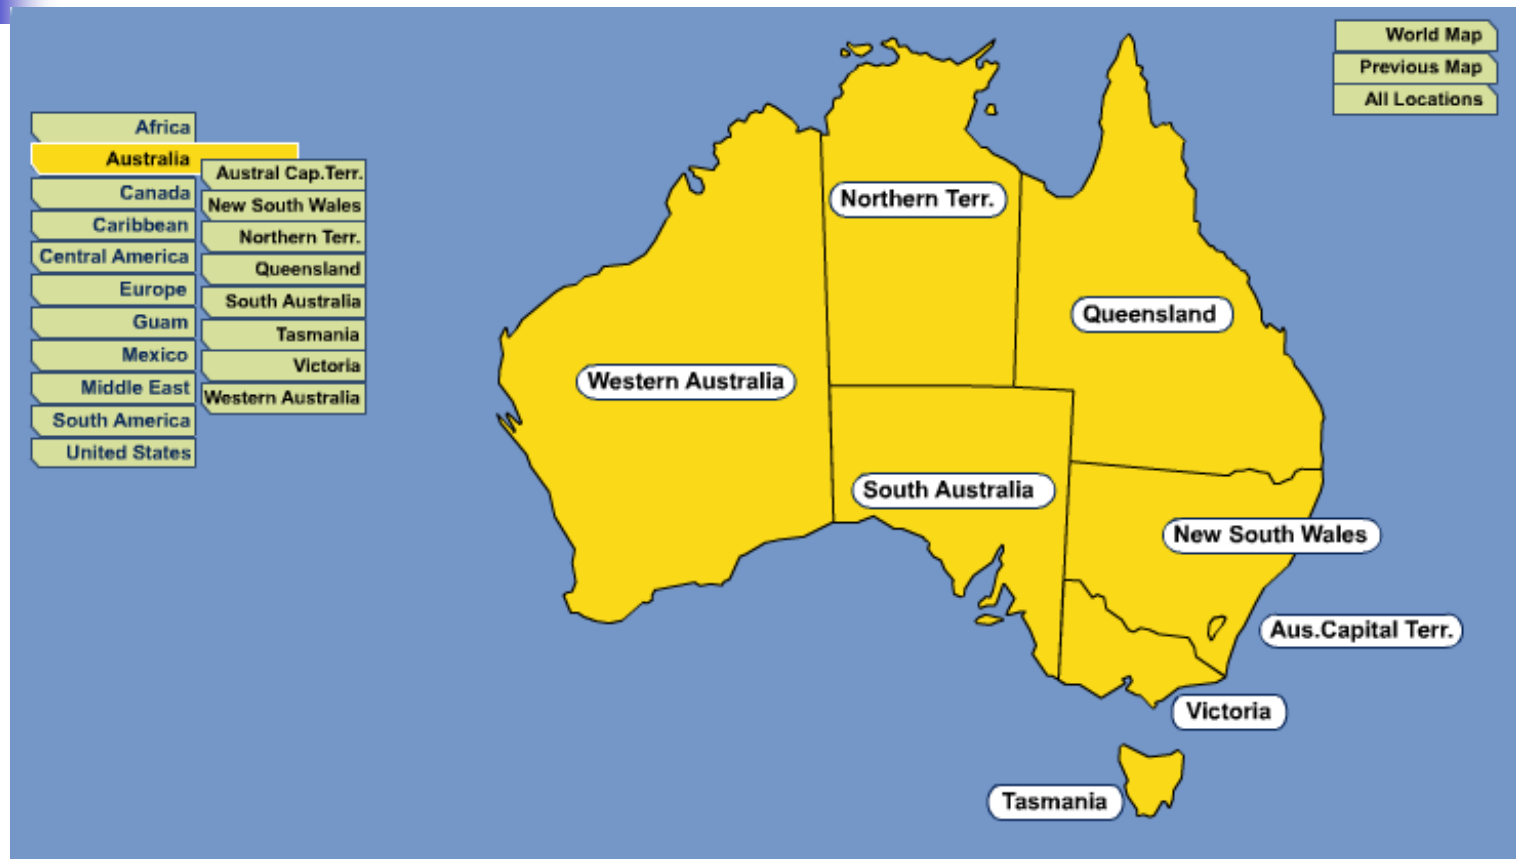 World Map
Previous Map
All Locations
Africa
Australia
Canada
Caribbean
Central America
Europe
Guam
Mexico
Middle East
South America
United States
Austral Cap.Terr.
New South Wales
Northern Terr.
Queensland
South Australia
Tasmania
Victoria
Western Australia
Northern Terr.
Queensland
Western Australia
South Australia
New South Wales
Aus.Capital Terr.
Victoria
Tasmania